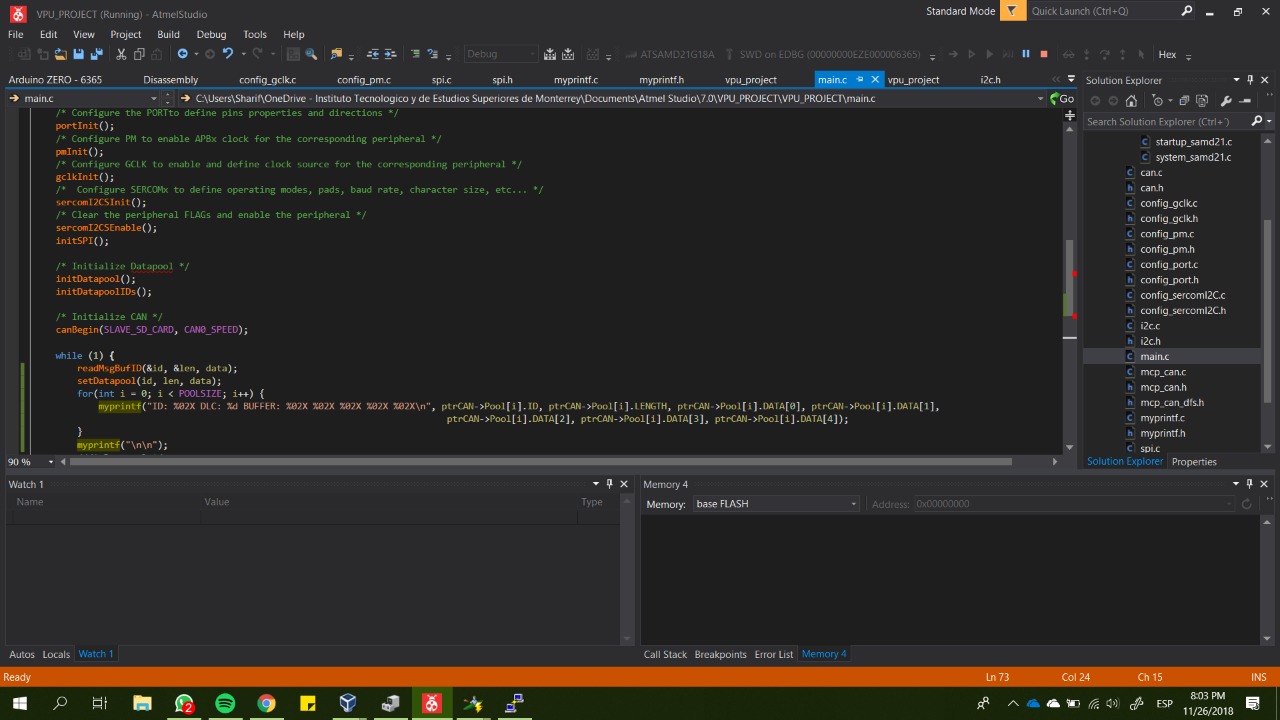 VPU_PROJECT (Running) - AtmelStudio
Standard Mode
Quick Launch (Ctrl+Q)
File Edit View Project Build Debug Tools Help
Debug
ATSAMD21G18A
SWD on EDBG (00000000EZE000006365)
Hex
Arduino ZERO - 6365 Disassembly config_gclk.c config_pm.c spi.c spi.h myprintf.c myprintf.h vpu_project main.c vpu_project i2c.h
main.c
C:\Users\Sharif\OneDrive - Instituto Tecnologico y de Estudios Superiores de Monterrey\Documents\Atmel Studio\7.0\VPU_PROJECT\VPU_PROJECT\main.c
Go
/* Configure the PORTto define pins properties and directions */
portInit();
/* Configure PM to enable APBx clock for the corresponding peripheral */
pmInit();
/* Configure GCLK to enable and define clock source for the corresponding peripheral */
gclkInit();
/*  Configure SERCOMx to define operating modes, pads, baud rate, character size, etc... */
sercomI2CSInit();
/* Clear the peripheral FLAGs and enable the peripheral */
sercomI2CSEnable();
initSPI();
/* Initialize Datapool */
initDatapool();
initDatapoolIDs();
/* Initialize CAN */
canBegin(SLAVE_SD_CARD, CAN0_SPEED);
while (1) {
readMsgBufID(&id, &len, data);
setDatapool(id, len, data);
for(int i = 0; i < POOLSIZE; i++) {
myprintf("ID: %02X DLC: %d BUFFER: %02X %02X %02X %02X %02X\n", ptrCAN->Pool[i].ID, ptrCAN->Pool[i].LENGTH, ptrCAN->Pool[i].DATA[0], ptrCAN->Pool[i].DATA[1],
ptrCAN->Pool[i].DATA[2], ptrCAN->Pool[i].DATA[3], ptrCAN->Pool[i].DATA[4]);
}
myprintf("\n\n");
90 %
Solution Explorer
Search Solution Explorer (Ctrl+´)
startup_samd21.c
system_samd21.c
can.c
can.h
config_gclk.c
config_gclk.h
config_pm.c
config_pm.h
config_port.c
config_port.h
config_sercomI2C.c
config_sercomI2C.h
i2c.c
i2c.h
main.c
mcp_can.c
mcp_can.h
mcp_can_dfs.h
myprintf.c
myprintf.h
spi.c
Solution Explorer Properties
Watch 1
Name Value Type
Autos Locals Watch 1
Memory 4
Memory: base FLASH Address: 0x00000000
Call Stack Breakpoints Error List Memory 4
Ready Ln 73 Col 24 Ch 15 INS
2
ESP
8:03 PM
11/26/2018